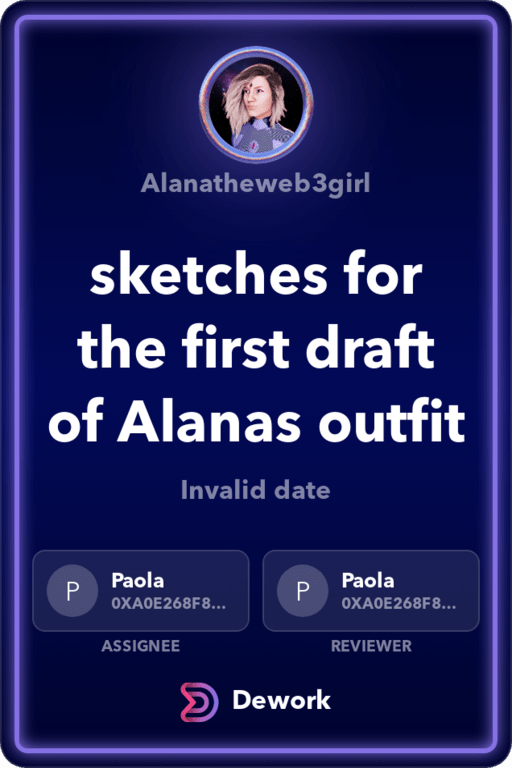 Alanatheweb3girl
sketches for
the first draft
of Alanas outfit
Invalid date
P
Paola
0XA0E268F8...
P
Paola
0XA0E268F8...
ASSIGNEE
REVIEWER
Dework